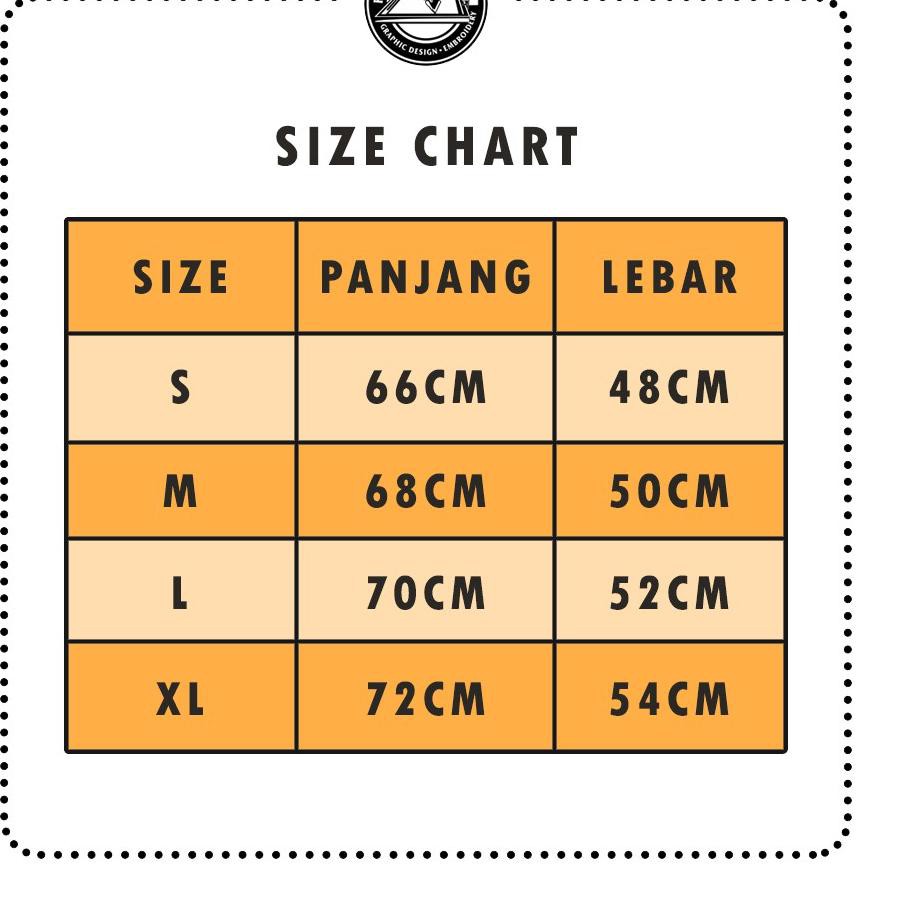 GRAPHIC DESIGN • EMBROIDERY
SIZE CHART
SIZE PANJANG LEBAR
S 66CM 48CM
M 68CM 50CM
L 70CM 52CM
XL 72CM 54CM